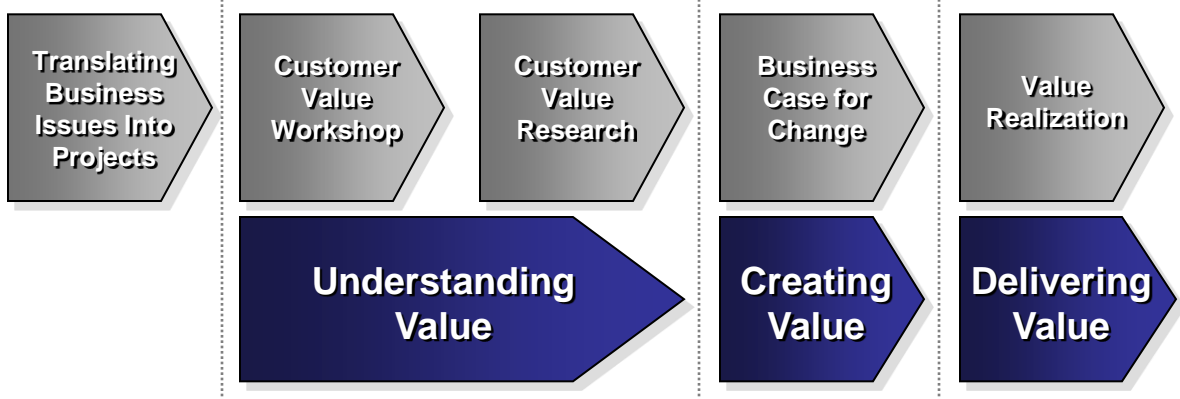 Translating
Business
Issues Into
Projects
Customer
Value
Workshop
Customer
Value
Research
Business
Case for
Change
Value
Realization
Understanding
Value
Creating
Value
Delivering
Value